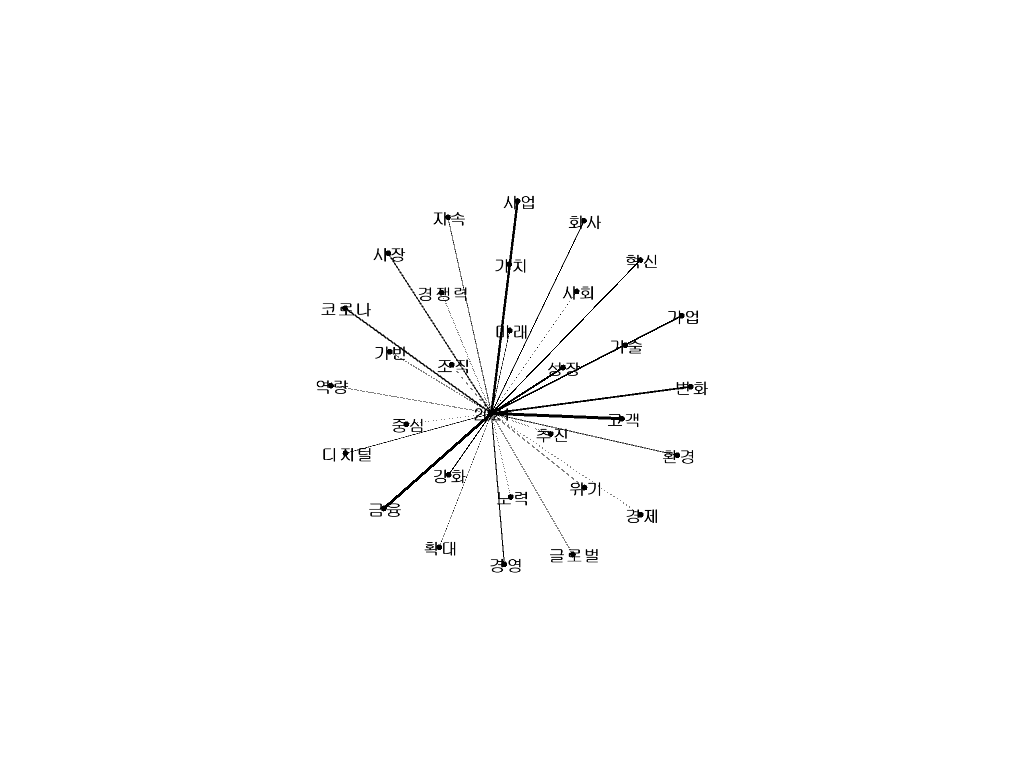 사업
지속
회사
시장
혁신
가치
경쟁력
사회
코로나
기업
미래
기술
기반
조직
성장
역량
변화
고객
중심
추진
디지털
환경
강화
위기
노력
금융
경제
확대
글로벌
경영